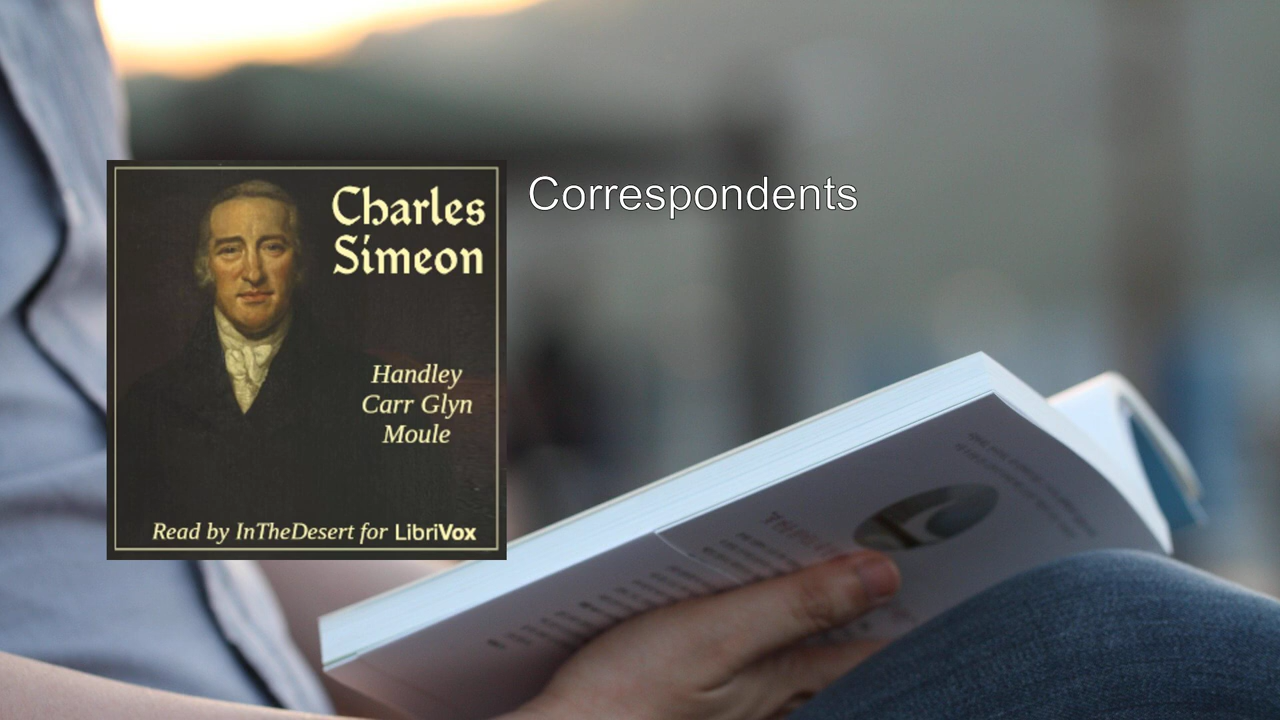 Charles
Simeon
Correspondents
Handley
Carr Glyn
Moule
Read by InTheDesert for LibriVox